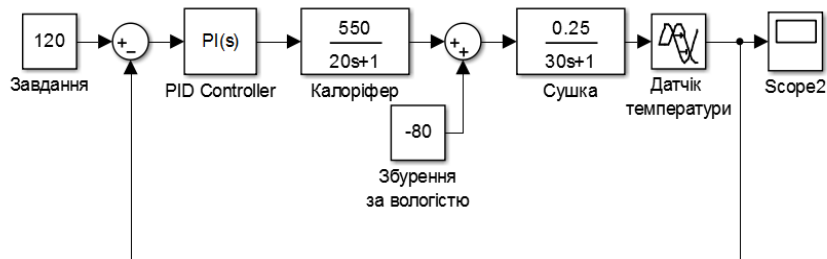 120
Завдання
+
−
PI(s)
PID Controller
550
20s+1
Калоріфер
+
+
-80
Збурення
за вологістю
0.25
30s+1
Сушка
Датчік
температури
Scope2